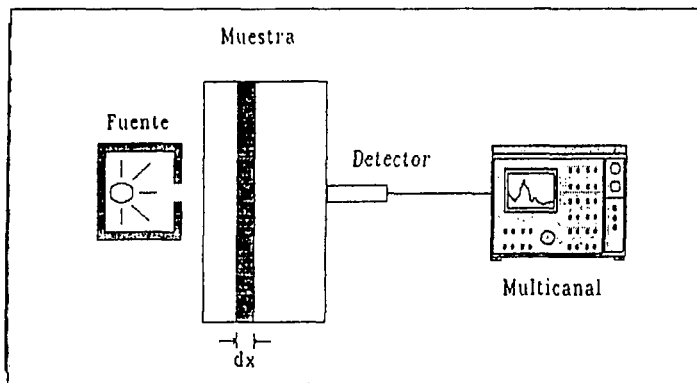 Muestra
Fuente
Detector
Multicanal
dx